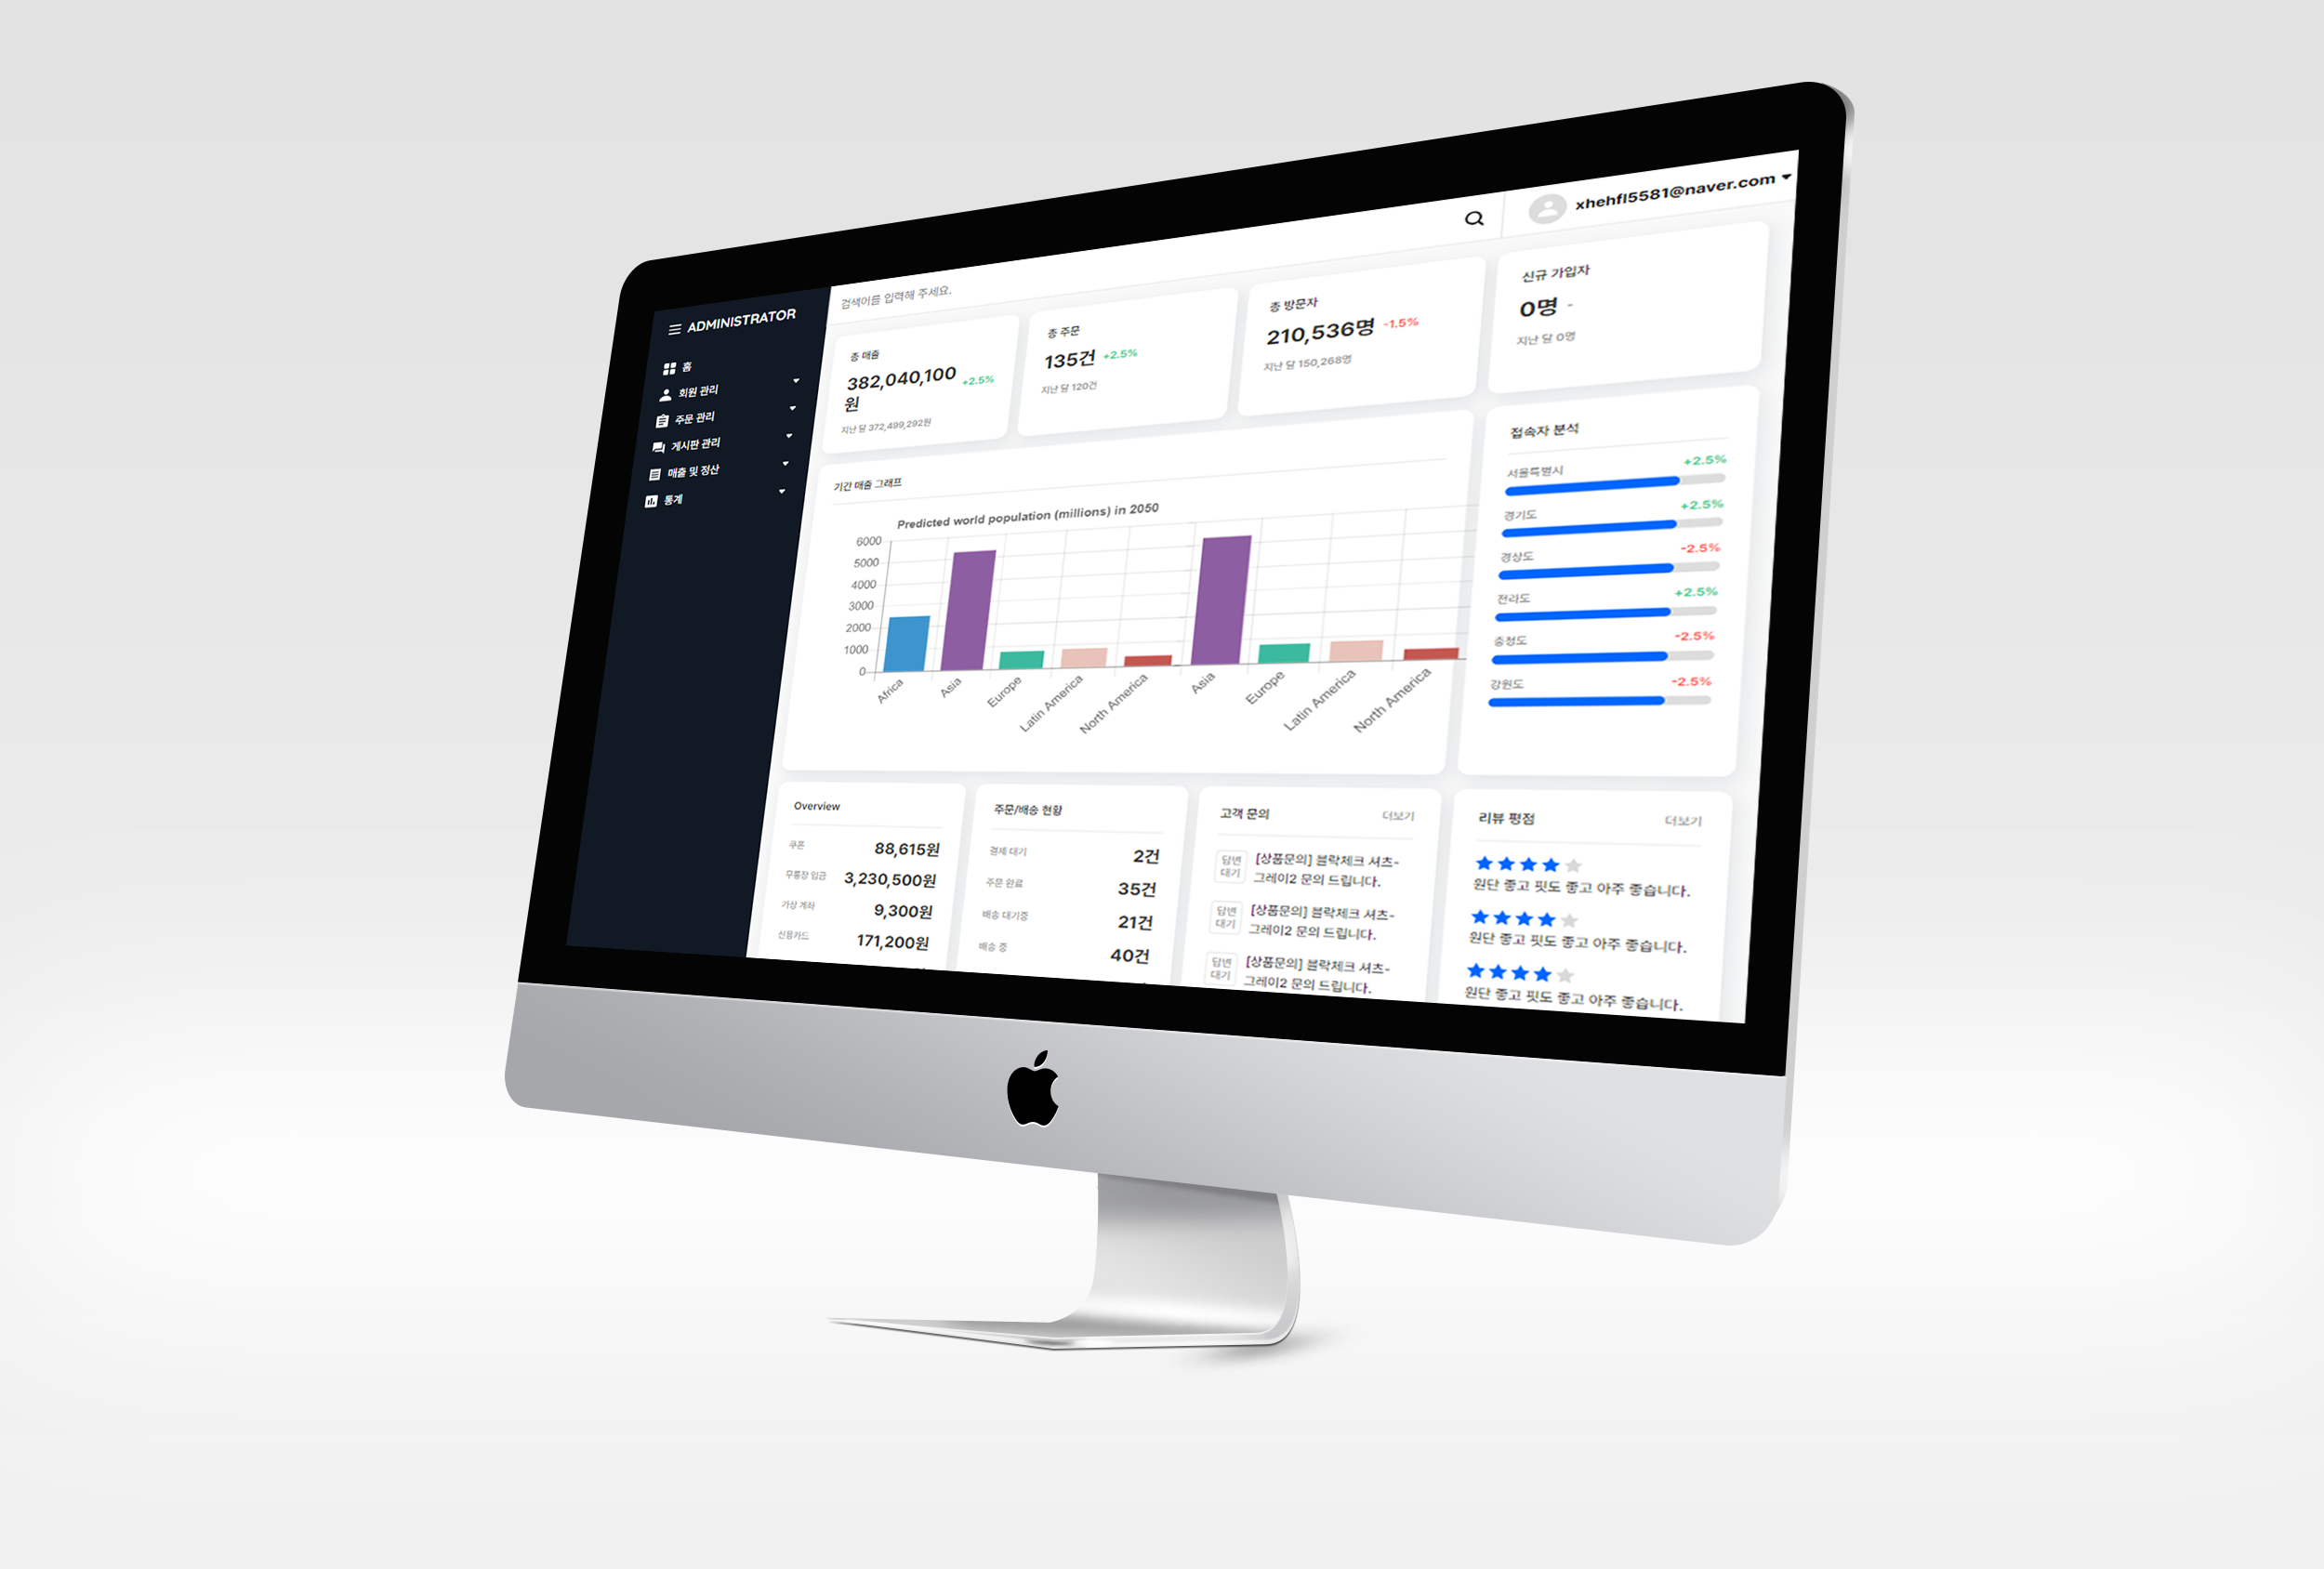 ADMINISTRATOR
홈
회원 관리
주문 관리
게시판 관리
매출 및 정산
통계
검색어를 입력해 주세요.
xhehfl5581@naver.com
총 매출
382,040,100
원
+2.5%
지난 달 372,499,292원
총 주문
135건 +2.5%
지난 달 120건
총 방문자
210,536명 -1.5%
지난 달 150,268명
신규 가입자
0명 -
지난 달 0명
기간 매출 그래프
Predicted world population (millions) in 2050
6000
5000
4000
3000
2000
1000
0
Africa
Asia
Europe
Latin America
North America
Asia
Europe
Latin America
North America
접속자 분석
서울특별시 +2.5%
경기도 +2.5%
경상도 -2.5%
전라도 +2.5%
충청도 -2.5%
강원도 -2.5%
Overview
쿠폰 88,615원
무통장 입금 3,230,500원
가상 계좌 9,300원
신용카드 171,200원
주문/배송 현황
결제 대기 2건
주문 완료 35건
배송 대기중 21건
배송 중 40건
고객 문의 더보기
답변
대기
[상품문의] 블락체크 셔츠-
그레이2 문의 드립니다.
답변
대기
[상품문의] 블락체크 셔츠-
그레이2 문의 드립니다.
답변
대기
[상품문의] 블락체크 셔츠-
그레이2 문의 드립니다.
리뷰 평점 더보기
원단 좋고 핏도 좋고 아주 좋습니다.
원단 좋고 핏도 좋고 아주 좋습니다.
원단 좋고 핏도 좋고 아주 좋습니다.